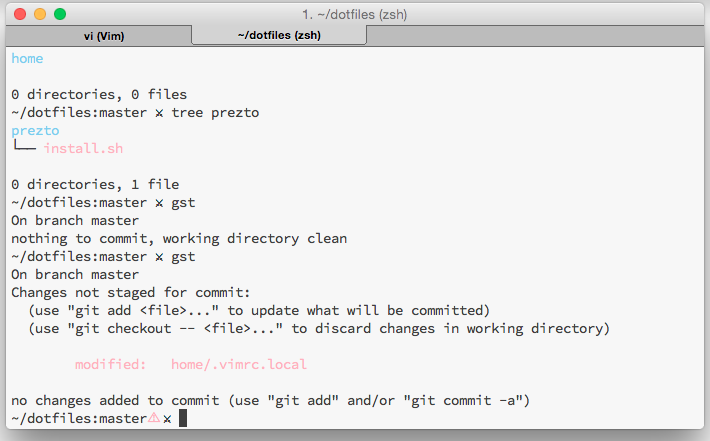 1. ~/dotfiles (zsh)
vi (Vim)
~/dotfiles (zsh)
home
0 directories, 0 files
~/dotfiles:master ⚔ tree prezto
prezto
└── install.sh
0 directories, 1 file
~/dotfiles:master ⚔ gst
On branch master
nothing to commit, working directory clean
~/dotfiles:master ⚔ gst
On branch master
Changes not staged for commit:
  (use "git add <file>..." to update what will be committed)
  (use "git checkout -- <file>..." to discard changes in working directory)
        modified:   home/.vimrc.local
no changes added to commit (use "git add" and/or "git commit -a")
~/dotfiles:master⚠⚔